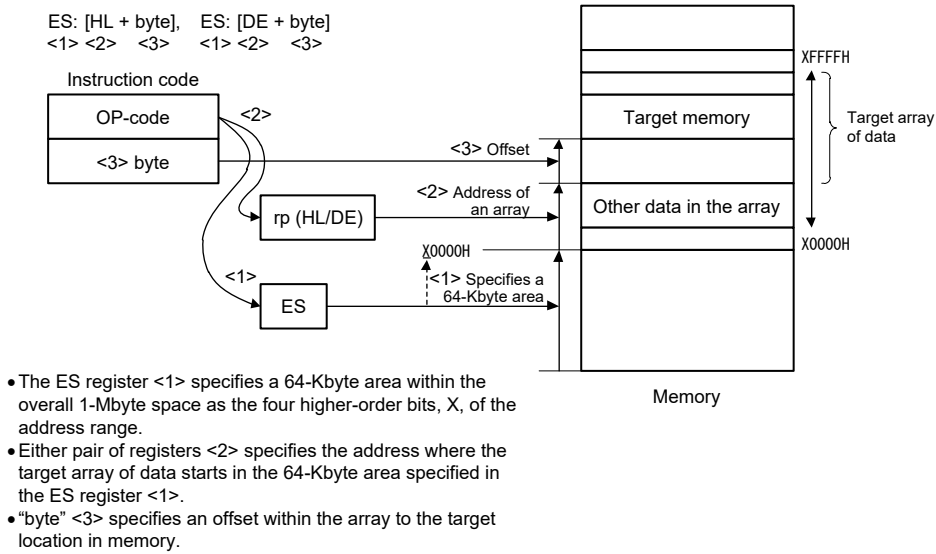 ES: [HL + byte], ES: [DE + byte]
<1> <2> <3> <1> <2> <3>
Instruction code
OP-code
<3> byte
<2>
<1>
rp (HL/DE)
ES
<3> Offset
<2> Address of
an array
X0000H
<1> Specifies a
64-Kbyte area
Target memory
Other data in the array
Memory
XFFFFH
Target array
of data
X0000H
• The ES register <1> specifies a 64-Kbyte area within the
overall 1-Mbyte space as the four higher-order bits, X, of the
address range.
• Either pair of registers <2> specifies the address where the
target array of data starts in the 64-Kbyte area specified in
the ES register <1>.
• “byte” <3> specifies an offset within the array to the target
location in memory.